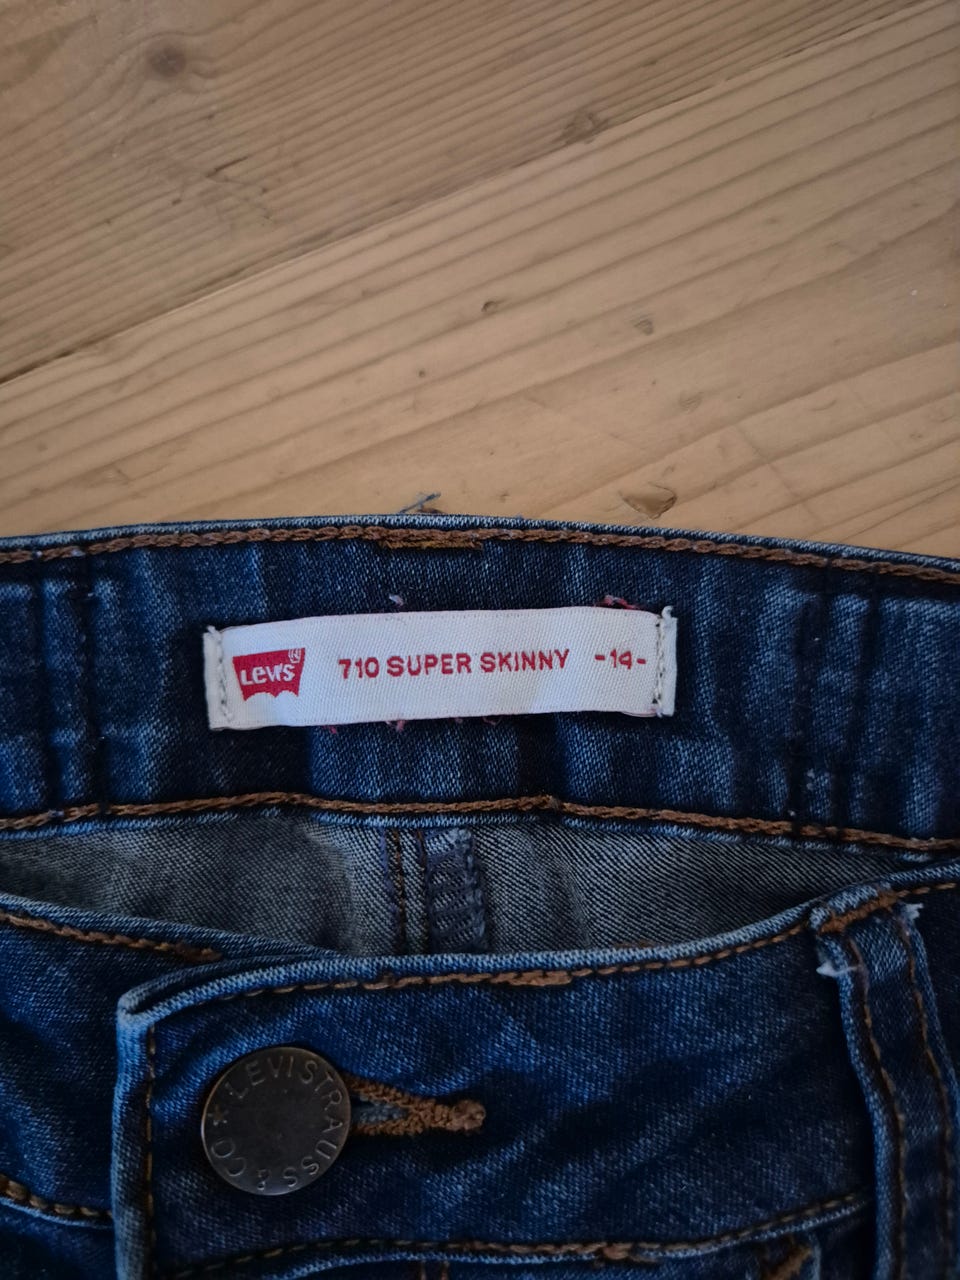 Levi's ® 710 SUPER SKINNY -14-
LEVI STRAUSS & CO ★